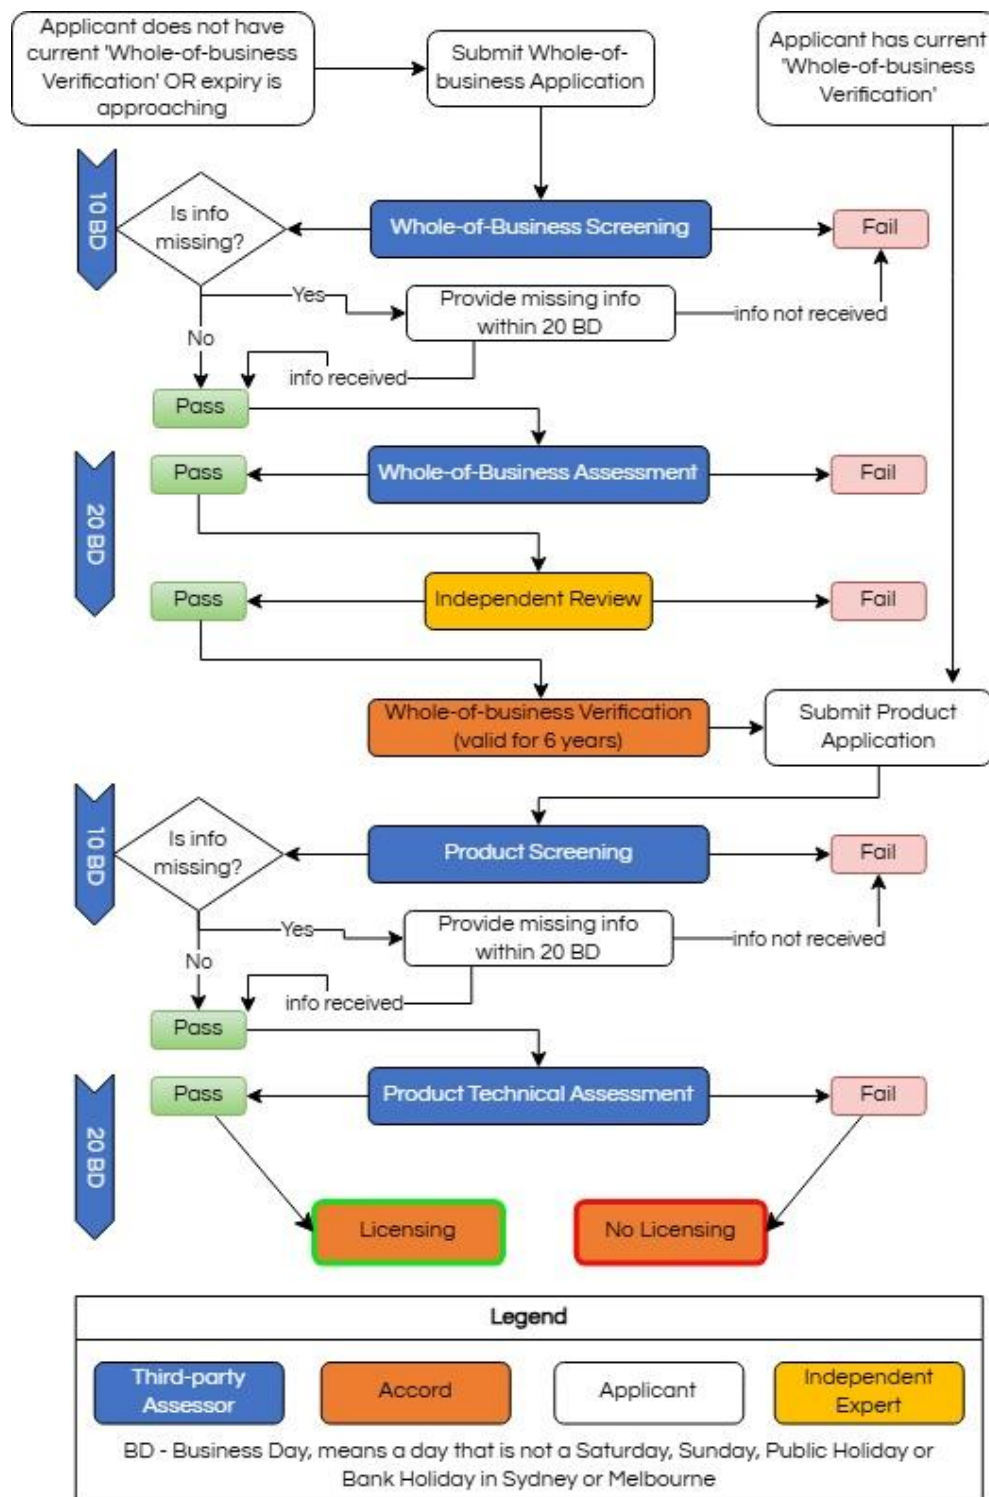 Applicant does not have
current 'Whole-of-business
Verification' OR expiry is
approaching
Submit Whole-of-
business Application
Applicant has current
'Whole-of-business
Verification'
10 BD
Is info
missing?
Whole-of-Business Screening
Fail
Yes
Provide missing info
within 20 BD
info not received
No
info received
Pass
20 BD
Pass
Whole-of-Business Assessment
Fail
Pass
Independent Review
Fail
Whole-of-business Verification
(valid for 6 years)
Submit Product
Application
10 BD
Is info
missing?
Product Screening
Fail
Yes
Provide missing info
within 20 BD
info not received
No
info received
Pass
20 BD
Pass
Product Technical Assessment
Fail
Licensing
No Licensing
Legend
Third-party
Assessor
Accord
Applicant
Independent
Expert
BD - Business Day, means a day that is not a Saturday, Sunday, Public Holiday or
Bank Holiday in Sydney or Melbourne